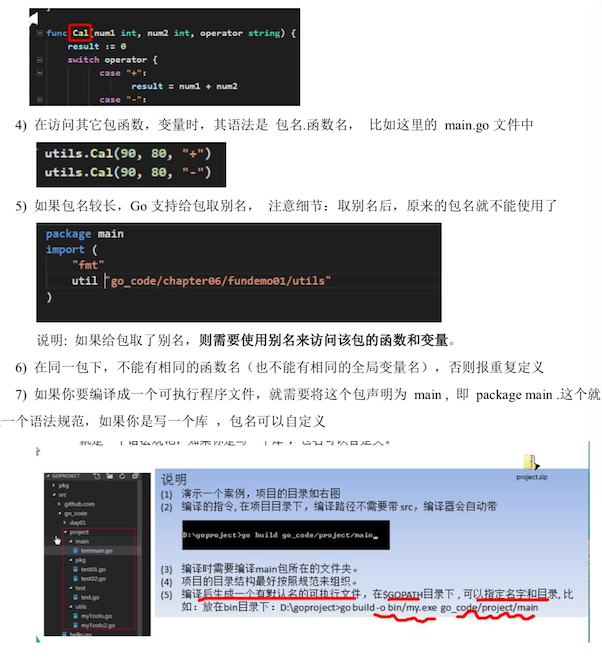 func Cal(num1 int, num2 int, operator string) {
result := 0
switch operator {
case "+":
result = num1 + num2
case "-":
4) 在访问其它包函数，变量时，其语法是 包名.函数名， 比如这里的 main.go 文件中
utils.Cal(90, 80, "+")
utils.Cal(90, 80, "-")
5) 如果包名较长，Go 支持给包取别名， 注意细节：取别名后，原来的包名就不能使用了
package main
import (
"fmt"
util "go_code/chapter06/fundemo01/utils"
)
说明: 如果给包取了别名，则需要使用别名来访问该包的函数和变量。
6) 在同一包下，不能有相同的函数名（也不能有相同的全局变量名），否则报重复定义
7) 如果你要编译成一个可执行程序文件，就需要将这个包声明为 main , 即 package main .这个就
一个语法规范，如果你是写一个库 ，包名可以自定义
GOPROJECT
pkg
src
github.com
go_code
day01
project
main
testmain.go
pkg
test01.go
test02.go
test
test.go
utils
myTools.go
myTools2.go
hello.go
说明
(1) 演示一个案例，项目的目录如右图
(2) 编译的指令, 在项目目录下，编译路径不需要带 src，编译器会自动带
D:\goproject>go build go_code/project/main
(3) 编译时需要编译main包所在的文件夹。
(4) 项目的目录结构最好按照规范来组织。
(5) 编译后生成一个有默认名的可执行文件，在$GOPATH目录下 , 可以指定名字和目录, 比
如：放在bin目录下：D:\goproject>go build -o bin/my.exe go_code/project/main
project.zip